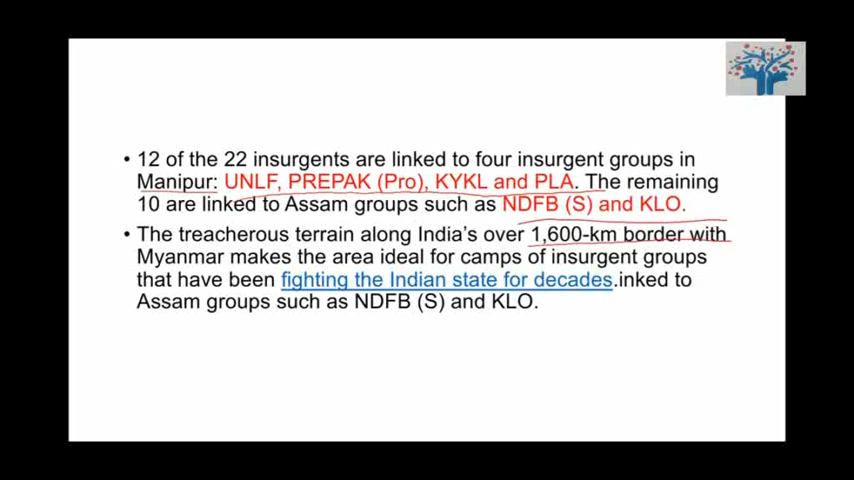 • 12 of the 22 insurgents are linked to four insurgent groups in
Manipur: UNLF, PREPAK (Pro), KYKL and PLA. The remaining
10 are linked to Assam groups such as NDFB (S) and KLO.
• The treacherous terrain along India's over 1,600-km border with
Myanmar makes the area ideal for camps of insurgent groups
that have been fighting the Indian state for decades.inked to
Assam groups such as NDFB (S) and KLO.